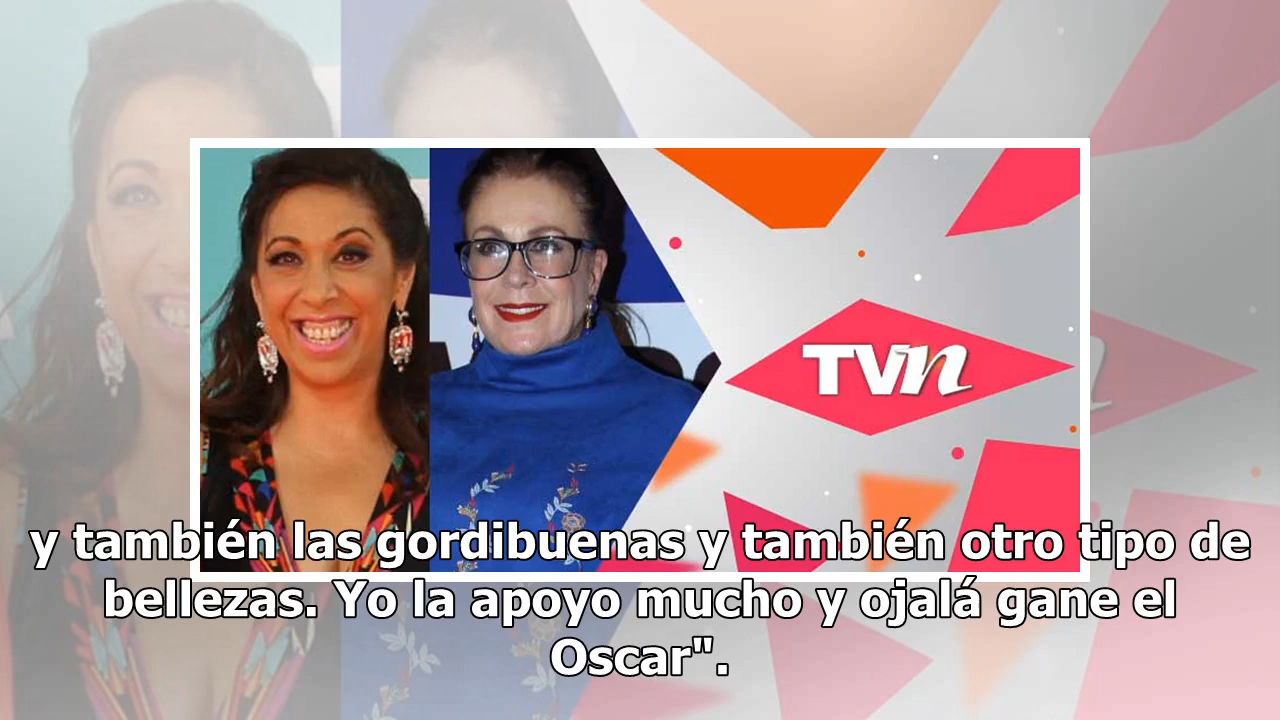 TVn
y también las gordibuenas y también otro tipo de
bellezas. Yo la apoyo mucho y ojalá gane el
Oscar".